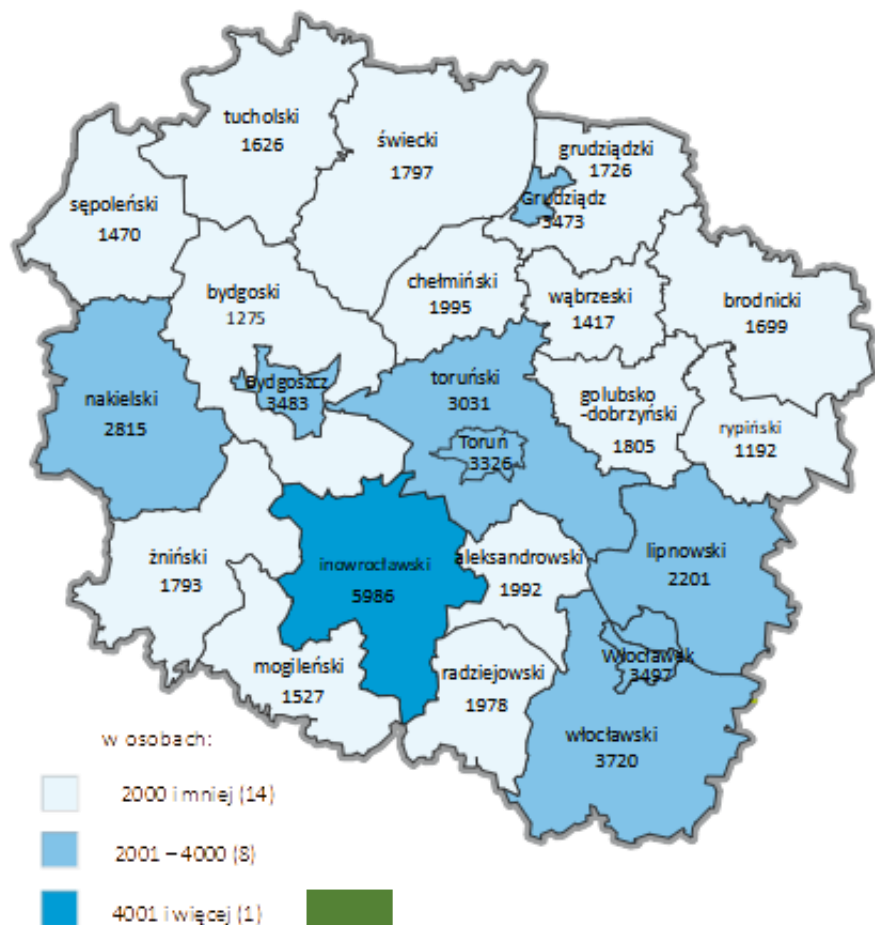 tucholski
1626
świecki
1797
grudziądzki
1726
Grudziądz
3473
sępoleński
1470
bydgoski
1275
chełmiński
1995
wąbrzeski
1417
brodnicki
1699
nakielski
2815
Bydgoszcz
3483
toruński
3031
golubsko
-dobrzyński
1805
rypiński
1192
Toruń
3326
żniński
1793
inowrocławski
5986
aleksandrowski
1992
lipnowski
2201
mogileński
1527
radziejowski
1978
Włocławek
3497
włocławski
3720
w osobach:
2000 i mniej (14)
2001 – 4000 (8)
4001 i więcej (1)